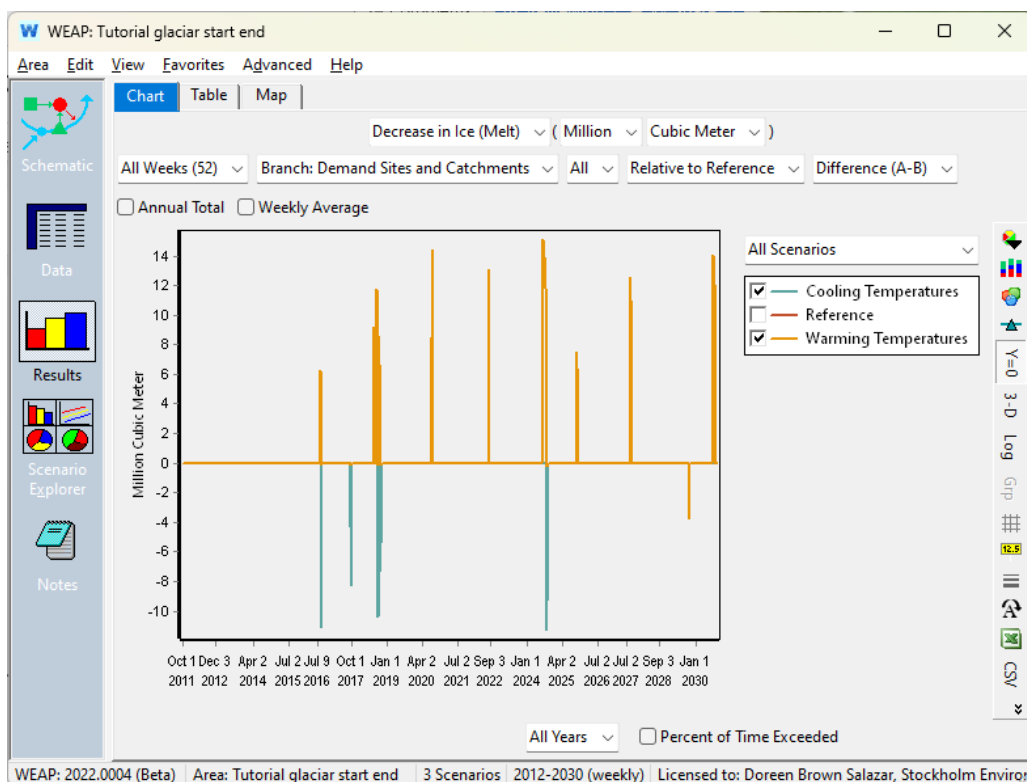 WEAP: Tutorial glaciar start end
Area Edit View Favorites Advanced Help
Schematic
Data
Results
Scenario
Explorer
Notes
Chart Table Map
Decrease in Ice (Melt) ( Million Cubic Meter )
All Weeks (52) Branch: Demand Sites and Catchments All Relative to Reference Difference (A-B)
Annual Total Weekly Average
All Scenarios
Cooling Temperatures
Reference
Warming Temperatures
Million Cubic Meter
14
12
10
8
6
4
2
0
-2
-4
-6
-8
-10
Oct 1 Dec 3 Apr 2 Jul 2 Jul 9 Oct 1 Jan 1 Apr 2 Jul 2 Sep 3 Jan 1 Apr 2 Jul 2 Jul 2 Sep 3 Jan 1
2011 2012 2014 2015 2016 2017 2019 2020 2021 2022 2024 2025 2026 2027 2028 2030
Y=0
3-D
Log
Grp
12.5
A
CSV
All Years Percent of Time Exceeded
WEAP: 2022.0004 (Beta) Area: Tutorial glaciar start end 3 Scenarios 2012-2030 (weekly) Licensed to: Doreen Brown Salazar, Stockholm Enviro